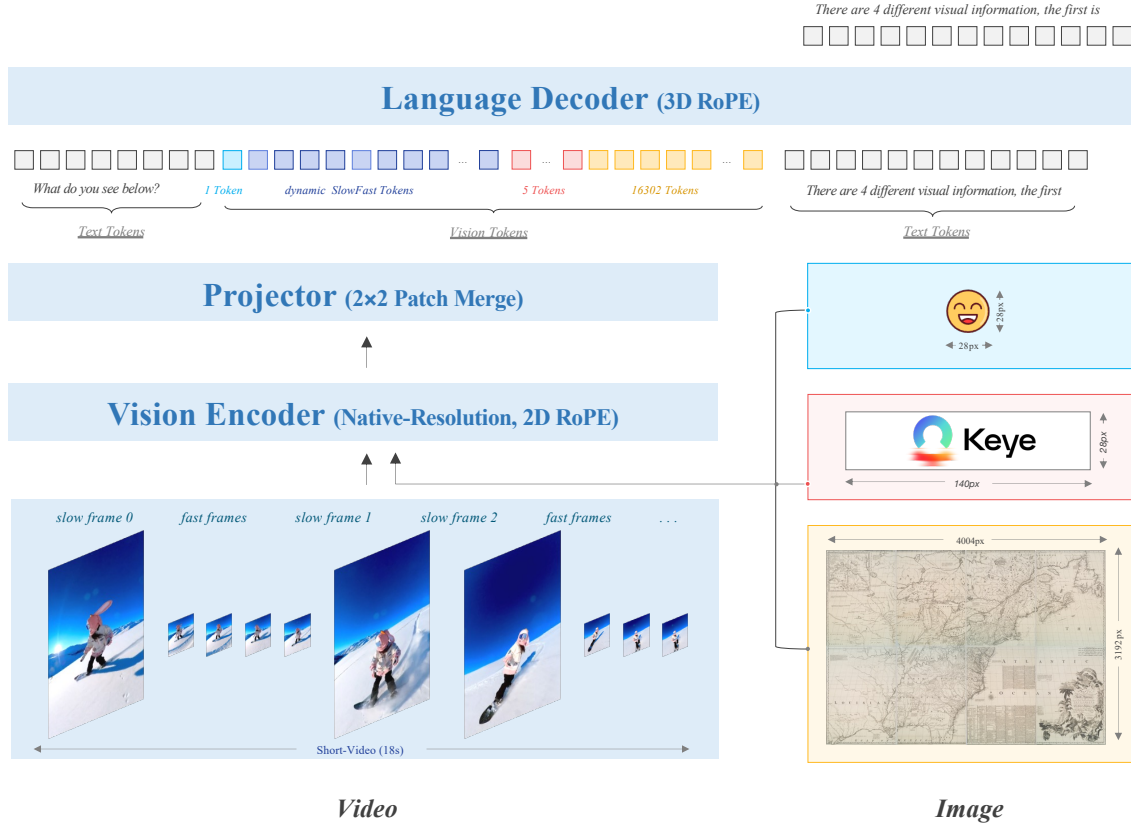 There are 4 different visual information, the first is
Language Decoder (3D RoPE)
... ... ...
What do you see below? 1 Token dynamic SlowFast Tokens 5 Tokens 16302 Tokens There are 4 different visual information, the first
Text Tokens Vision Tokens Text Tokens
Projector (2×2 Patch Merge)
28px
28px
Vision Encoder (Native-Resolution, 2D RoPE)
Keye
28px
140px
slow frame 0 fast frames slow frame 1 slow frame 2 fast frames . . .
4004px
3192px
Short-Video (18s)
Video Image